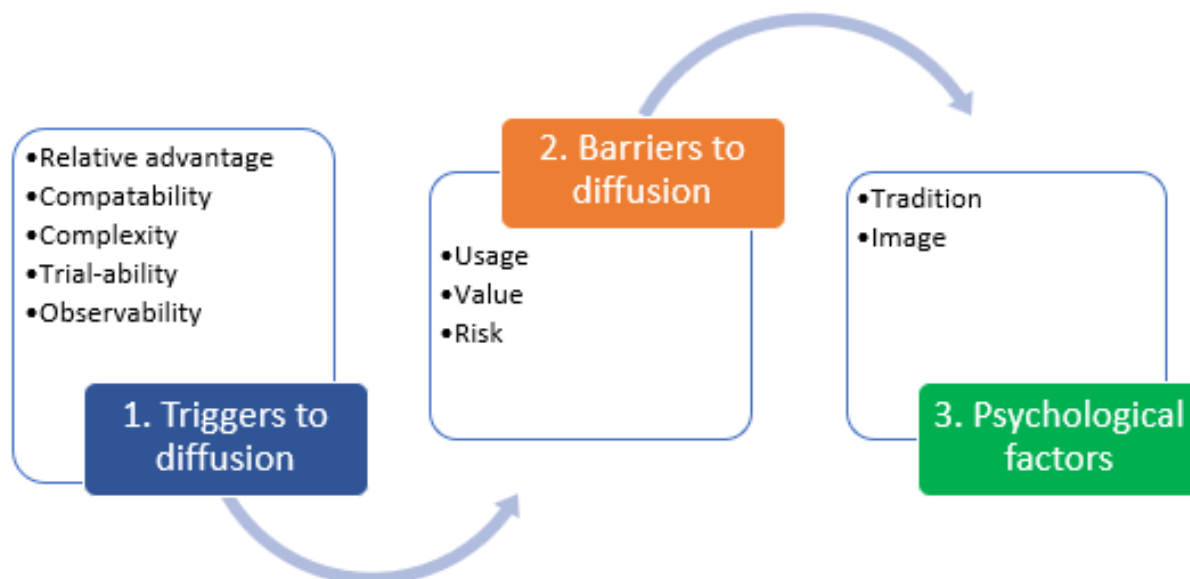 •Relative advantage
•Compatability
•Complexity
•Trial-ability
•Observability
1. Triggers to
diffusion
2. Barriers to
diffusion
•Usage
•Value
•Risk
•Tradition
•Image
3. Psychological
factors